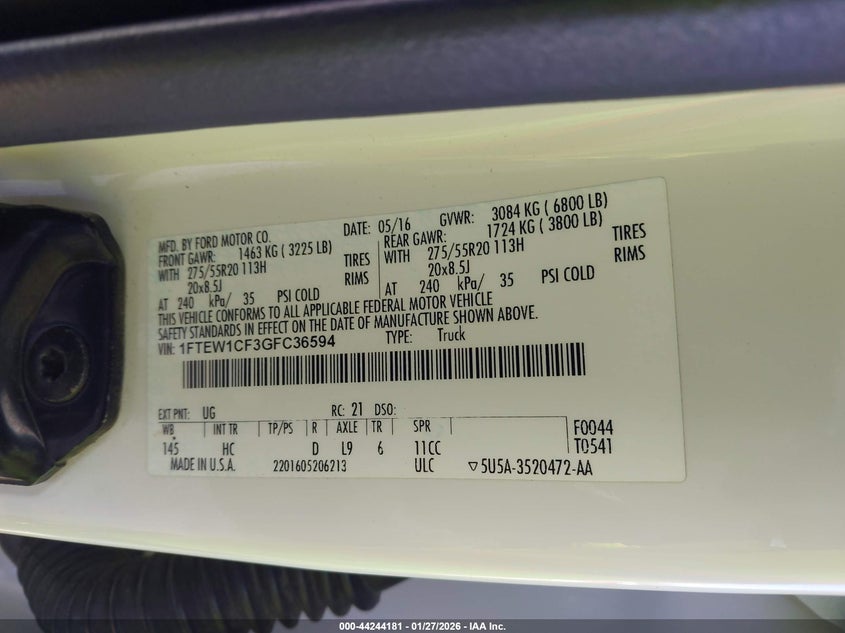 MFD. BY FORD MOTOR CO. DATE: 05/16 GVWR: 3084 KG ( 6800 LB)
FRONT GAWR: 1463 KG ( 3225 LB) REAR GAWR: 1724 KG ( 3800 LB)
WITH 275/55R20 113H TIRES WITH 275/55R20 113H TIRES
20x8.5J RIMS 20x8.5J RIMS
AT 240 kPa/ 35 PSI COLD AT 240 kPa/ 35 PSI COLD
THIS VEHICLE CONFORMS TO ALL APPLICABLE FEDERAL MOTOR VEHICLE
SAFETY STANDARDS IN EFFECT ON THE DATE OF MANUFACTURE SHOWN ABOVE.
VIN: 1FTEW1CF3GFC36594 TYPE: Truck
EXT PNT: UG RC: 21 DSO:
WB INT TR TP/PS R AXLE TR SPR F0044
145 HC D L9 6 11CC T0541
MADE IN U.S.A. 2201605206213 ULC ▽5U5A-3520472-AA
000-44244181 - 01/27/2026 - IAA Inc.